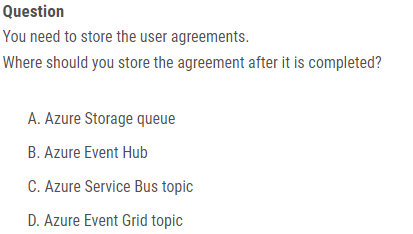 Question
You need to store the user agreements.
Where should you store the agreement after it is completed?
A. Azure Storage queue
B. Azure Event Hub
C. Azure Service Bus topic
D. Azure Event Grid topic